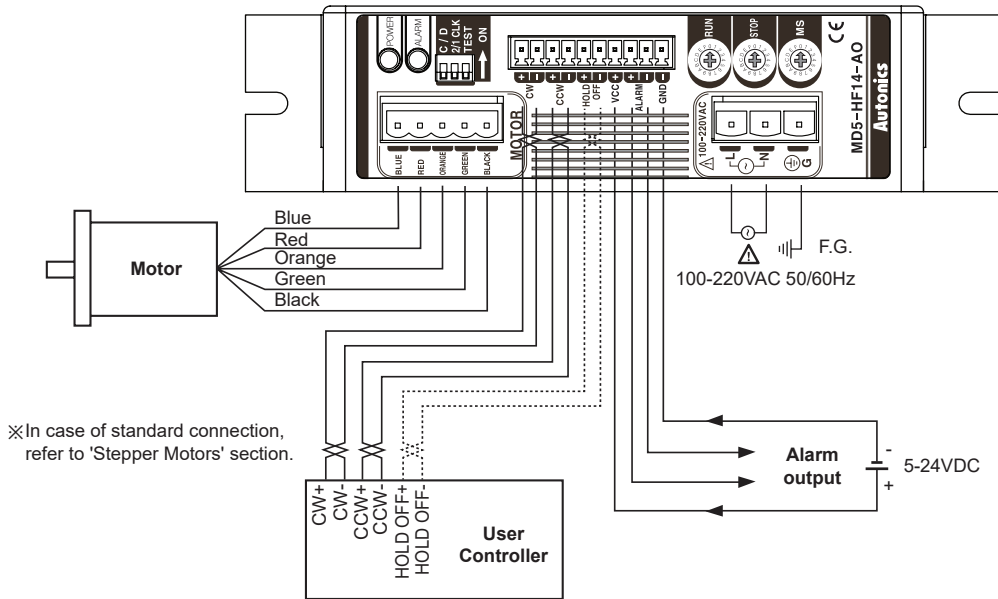 POWER
ALARM
C / D
2/1 CLK
TEST
ON
RUN
STOP
MS
CE
+ - + - + - + + - -
CW
CCW
HOLD OFF
VCC
ALARM
GND
MOTOR
BLUE
RED
ORANGE
GREEN
BLACK
100-220VAC
L
N
G
MD5-HF14-AO
Autonics
Blue
Red
Orange
Green
Black
Motor
F.G.
100-220VAC 50/60Hz
※In case of standard connection,
refer to 'Stepper Motors' section.
CW+
CW-
CCW+
CCW-
HOLD OFF+
HOLD OFF-
User
Controller
Alarm
output
-
5-24VDC
+